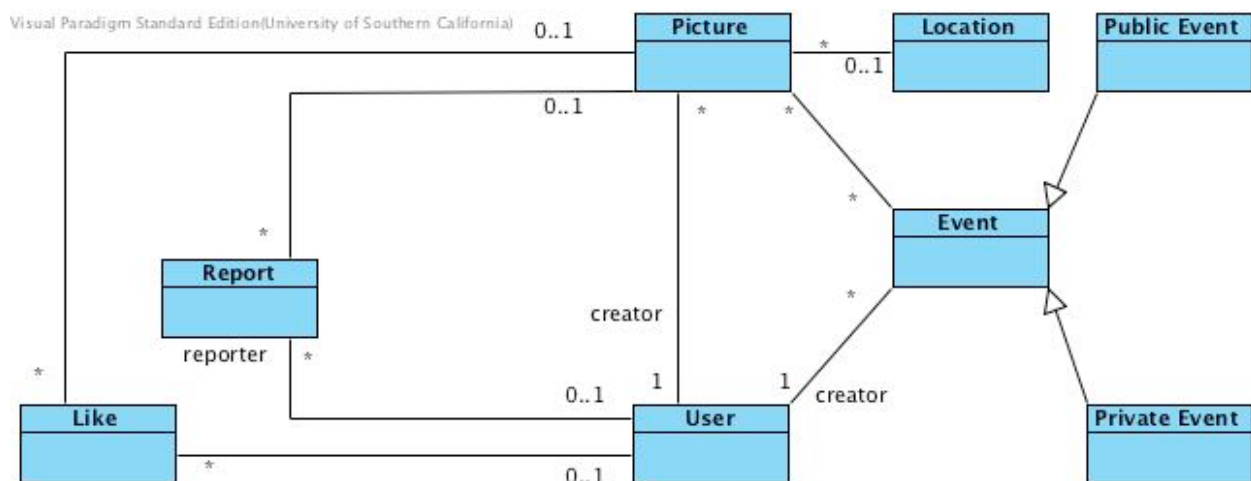 Visual Paradigm Standard Edition(University of Southern California)
0..1
Picture
*
0..1
Location
Public Event
0..1
*
*
*
Event
*
Report
*
creator
reporter
*
*
1
1
creator
0..1
Like
User
Private Event
*
0..1